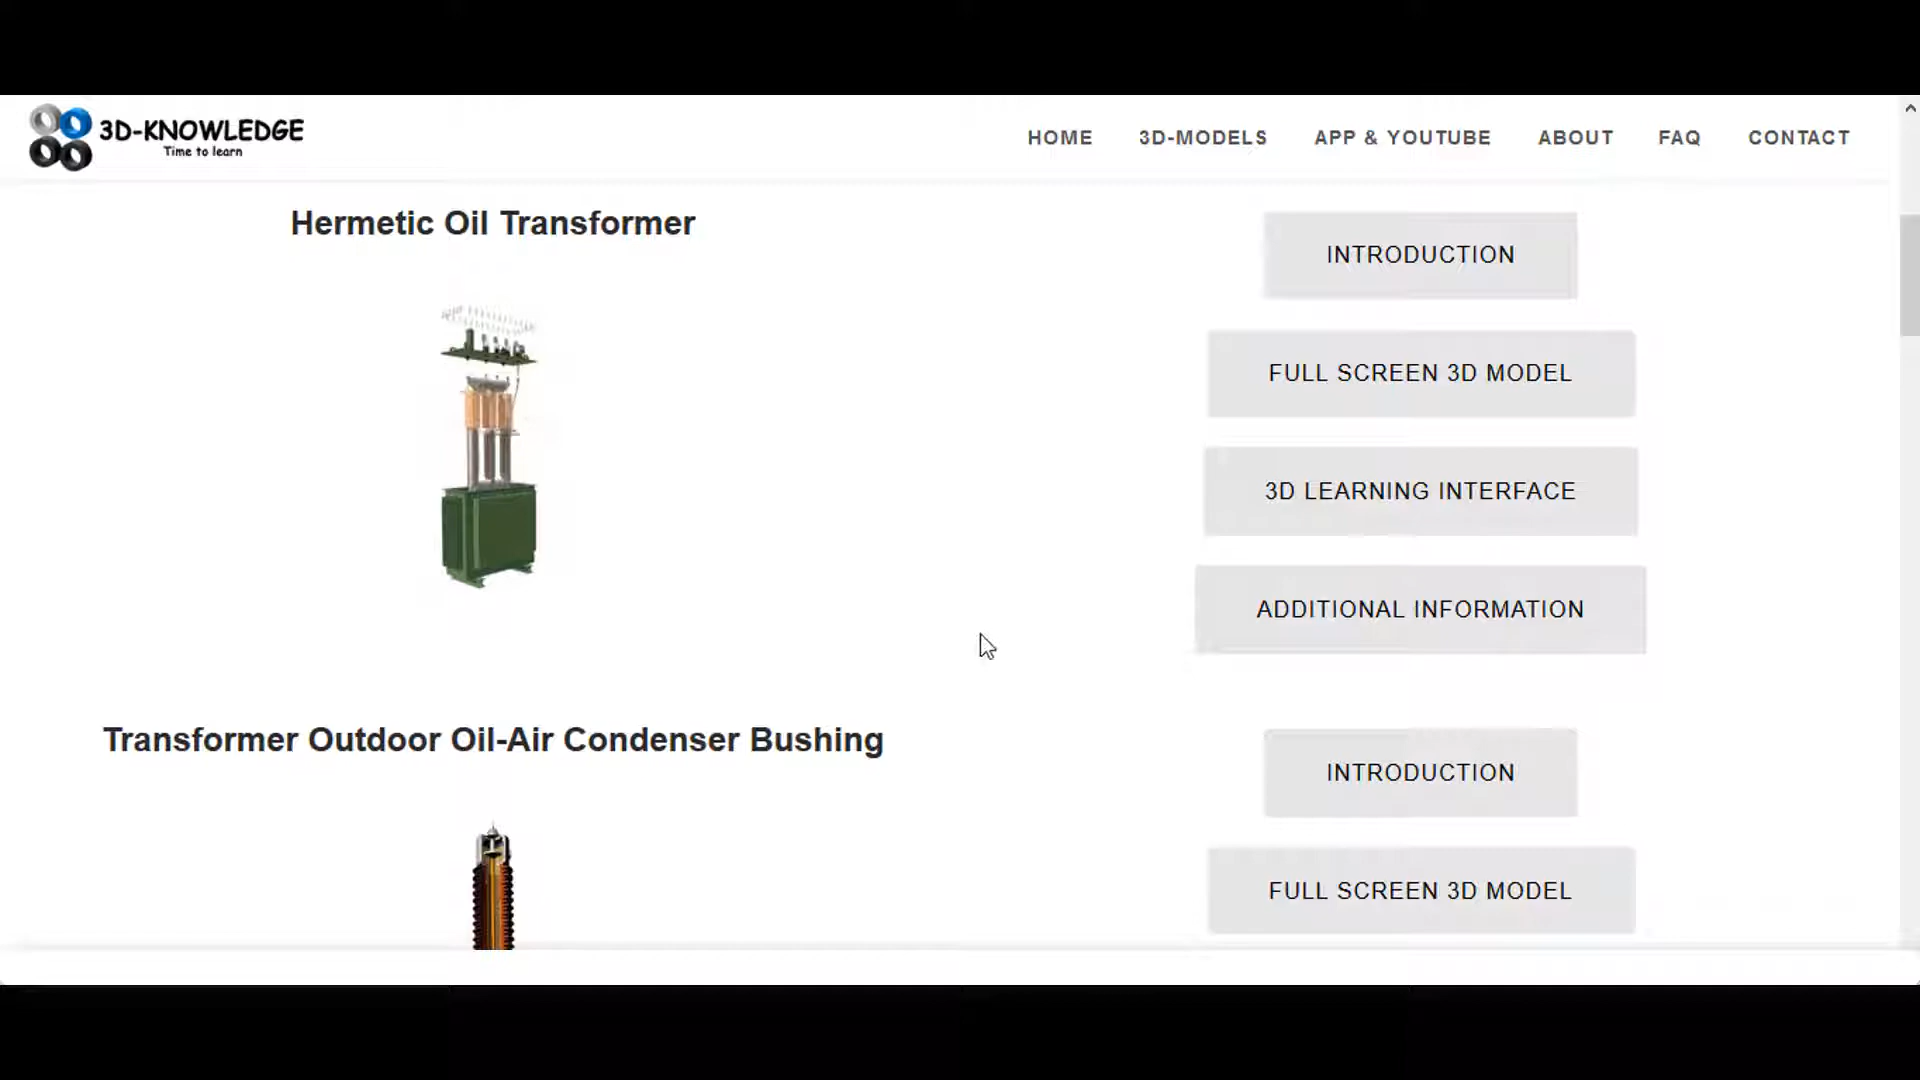 3D-KNOWLEDGE
Time to learn
HOME 3D-MODELS APP & YOUTUBE ABOUT FAQ CONTACT
Hermetic Oil Transformer
INTRODUCTION
FULL SCREEN 3D MODEL
3D LEARNING INTERFACE
ADDITIONAL INFORMATION
Transformer Outdoor Oil-Air Condenser Bushing
INTRODUCTION
FULL SCREEN 3D MODEL